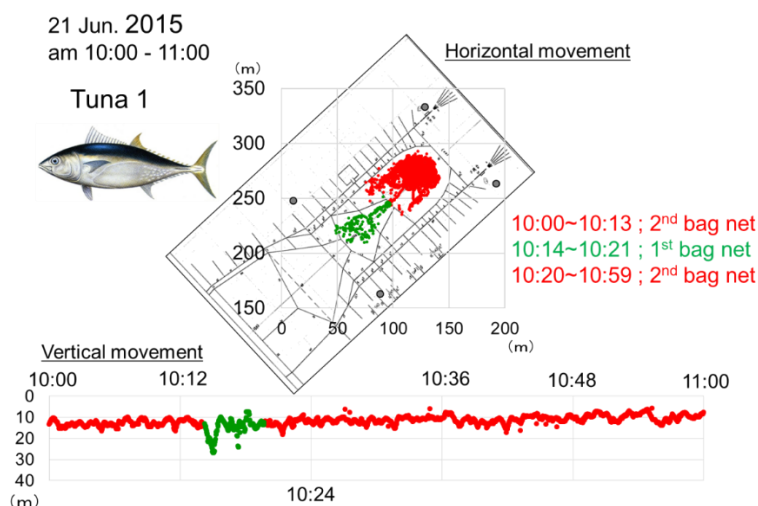 21 Jun. 2015
am 10:00 - 11:00
Tuna 1
Horizontal movement
(m)
350
300
250
200
150
0 50 100 150 200
(m)
10:00~10:13 ; 2nd bag net
10:14~10:21 ; 1st bag net
10:20~10:59 ; 2nd bag net
Vertical movement
10:00 10:12 10:36 10:48 11:00
0
10
20
30
40
(m)
10:24